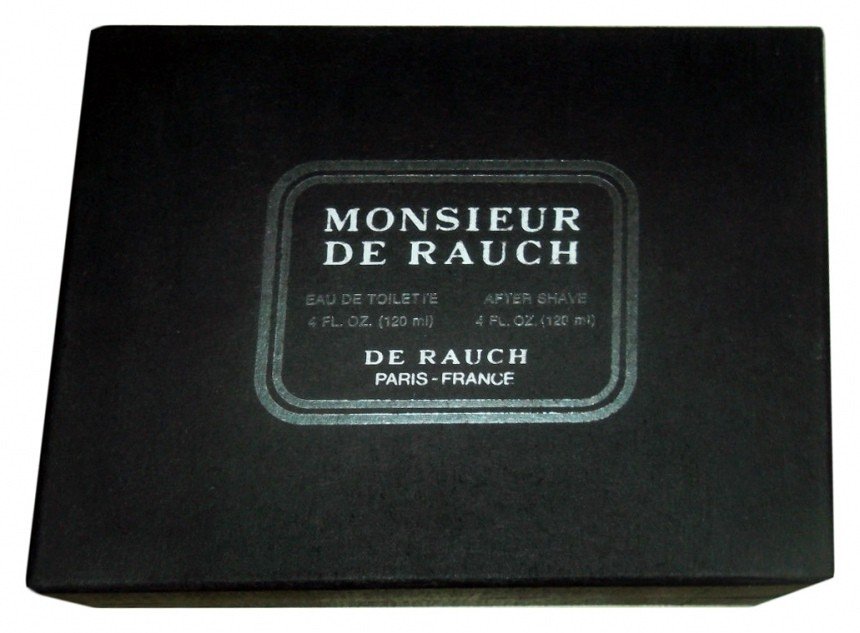 MONSIEUR
DE RAUCH
EAU DE TOILETTE AFTER SHAVE
4 FL. OZ. (120 ml) 4 FL. OZ. (120 ml)
DE RAUCH
PARIS - FRANCE